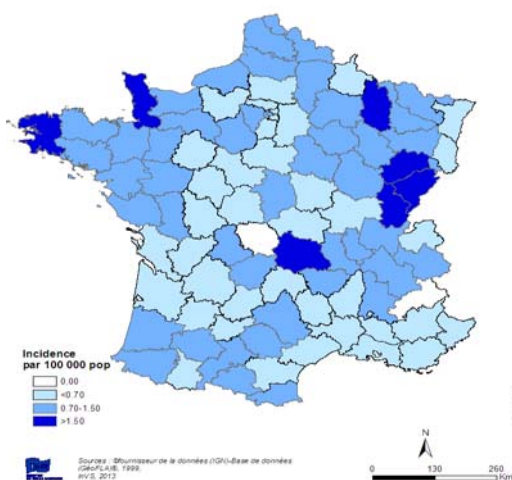 Incidence
par 100 000 pop
0.00
<0.70
0.70-1.50
>1.50
Sources : ©fournisseur de la données (IGN)-Base de données
(GéoFLA)®, 1999,
InVS, 2013
N
0 130 260
Km